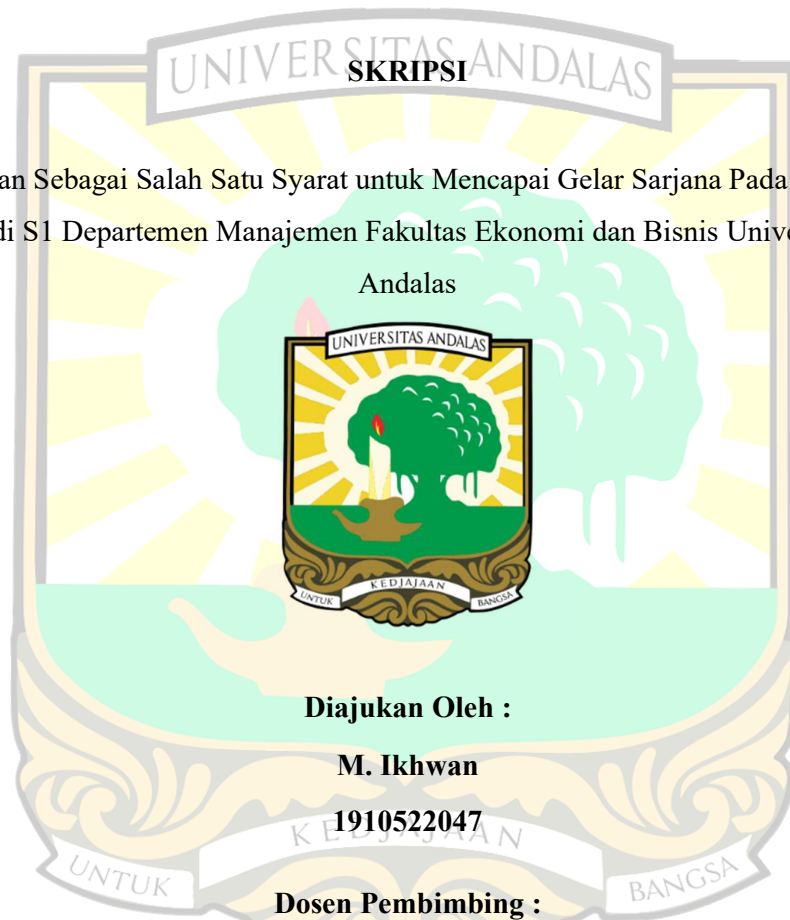 UNIVERSITAS ANDALAS
SKRIPSI
an Sebagai Salah Satu Syarat untuk Mencapai Gelar Sarjana Pada
di S1 Departemen Manajemen Fakultas Ekonomi dan Bisnis Unive
Andalas
UNIVERSITAS ANDALAS
UNTUK KEDJAJAAN BANGSA
Diajukan Oleh :
M. Ikhwan
1910522047
UNTUK KEDJAJAAN BANGSA
Dosen Pembimbing :